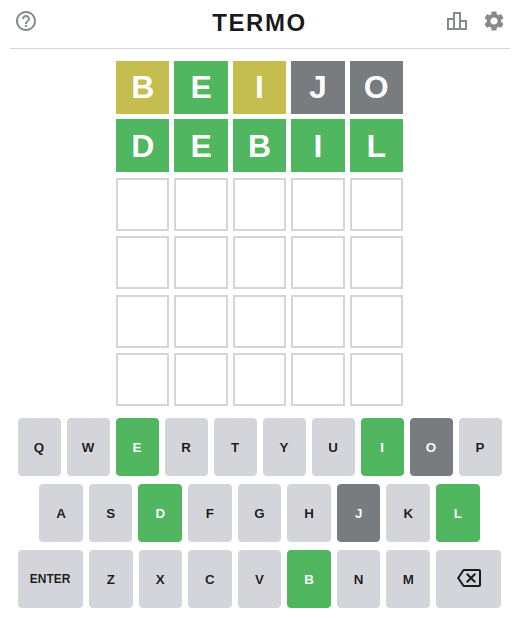 TERMO
B E I J O
D E B I L
Q W E R T Y U I O P
A S D F G H J K L
ENTER Z X C V B N M